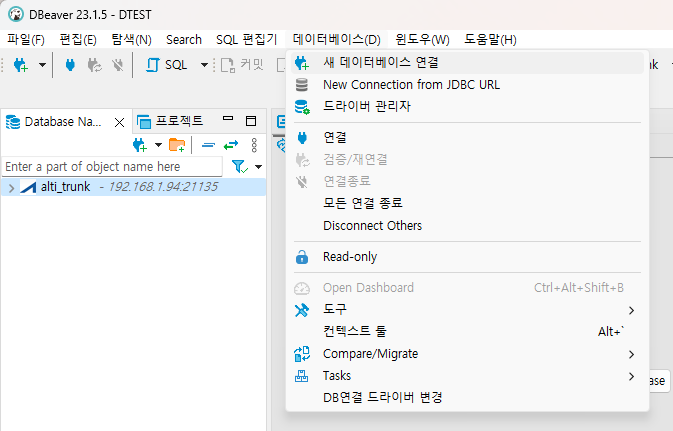 DBeaver 23.1.5 - DTEST
파일(F) 편집(E) 탐색(N) Search SQL 편집기 데이터베이스(D) 윈도우(W) 도움말(H)
SQL 커밋
Database Na... 프로젝트
Enter a part of object name here
alti_trunk - 192.168.1.94:21135
새 데이터베이스 연결
New Connection from JDBC URL
드라이버 관리자
연결
검증/재연결
연결종료
모든 연결 종료
Disconnect Others
Read-only
Open Dashboard Ctrl+Alt+Shift+B
도구
컨텍스트 툴 Alt+`
Compare/Migrate
Tasks
DB연결 드라이버 변경